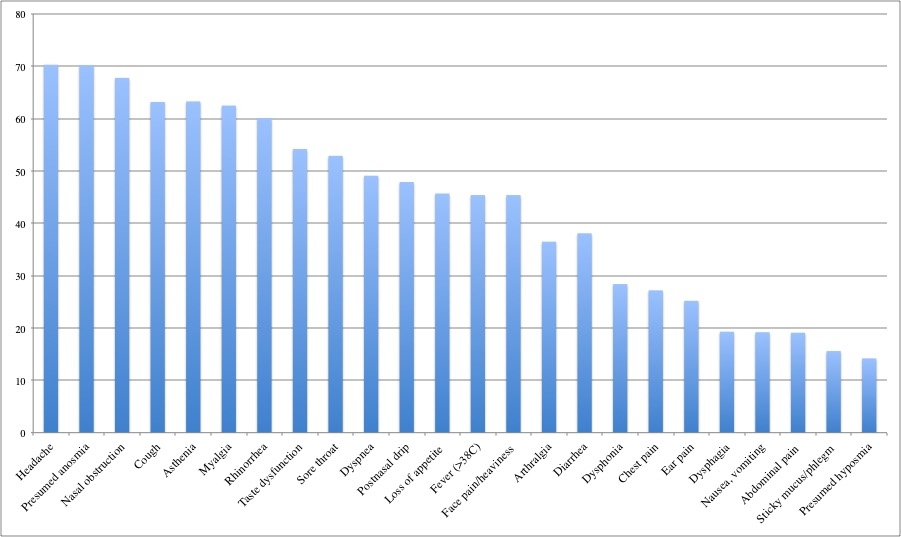 80
70
60
50
40
30
20
10
0
Headache
Presumed anosmia
Nasal obstruction
Cough
Asthenia
Myalgia
Rhinorrhea
Taste dysfunction
Sore throat
Dyspnea
Postnasal drip
Loss of appetite
Fever (>38C)
Face pain/heaviness
Arthralgia
Diarrhea
Dysphonia
Chest pain
Ear pain
Dysphagia
Nausea, vomiting
Abdominal pain
Sticky mucus/phlegm
Presumed hyposmia